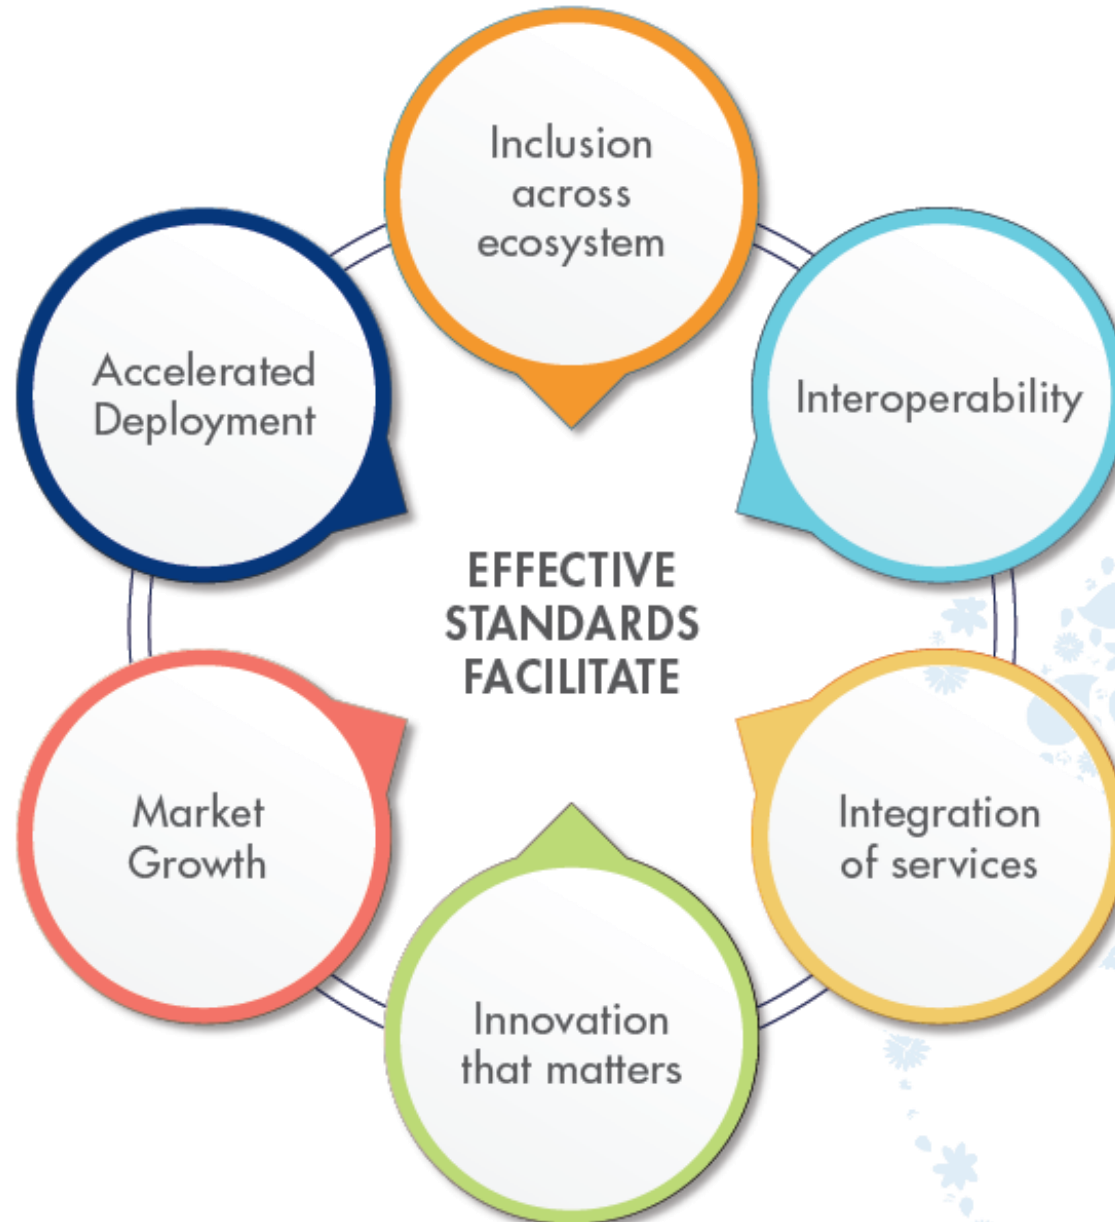 Inclusion
across
ecosystem
Accelerated
Deployment
Interoperability
EFFECTIVE
STANDARDS
FACILITATE
Market
Growth
Integration
of services
Innovation
that matters